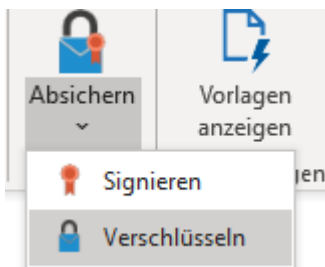 Absichern
Vorlagen
anzeigen
Signieren
Verschlüsseln